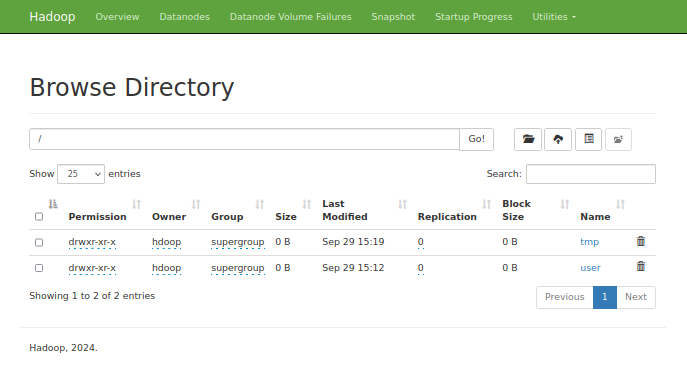 Hadoop Overview Datanodes Datanode Volume Failures Snapshot Startup Progress Utilities
Browse Directory
/ Go!
Show 25 entries Search:
Permission Owner Group Size Last Modified Replication Block Size Name
drwxr-xr-x hdoop supergroup 0 B Sep 29 15:19 0 0 B tmp
drwxr-xr-x hdoop supergroup 0 B Sep 29 15:12 0 0 B user
Showing 1 to 2 of 2 entries Previous 1 Next
Hadoop, 2024.